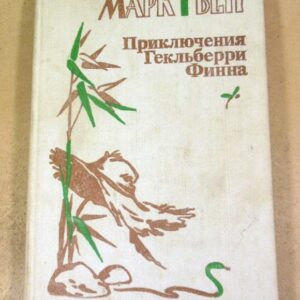 МАРК ТВЕН
Приключения
Гекльберри
Финна